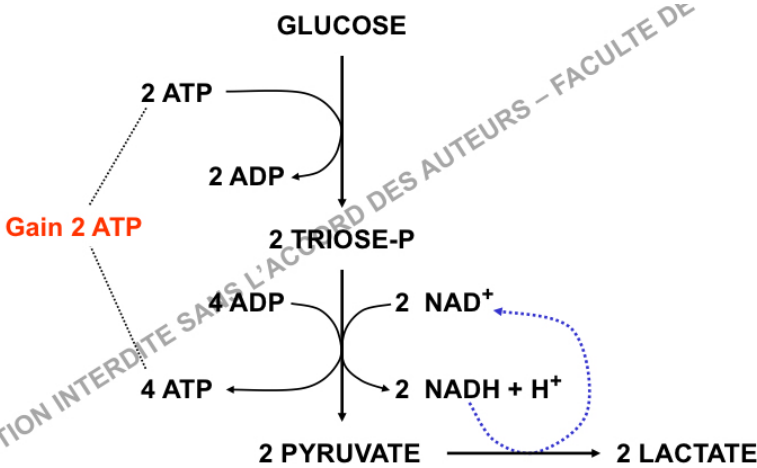 GLUCOSE
2 ATP
2 ADP
Gain 2 ATP
2 TRIOSE-P
4 ADP
2 NAD+
4 ATP
2 NADH + H+
2 PYRUVATE
2 LACTATE
TION INTERDITE SANS L'ACCORD DES AUTEURS – FACULTE DE